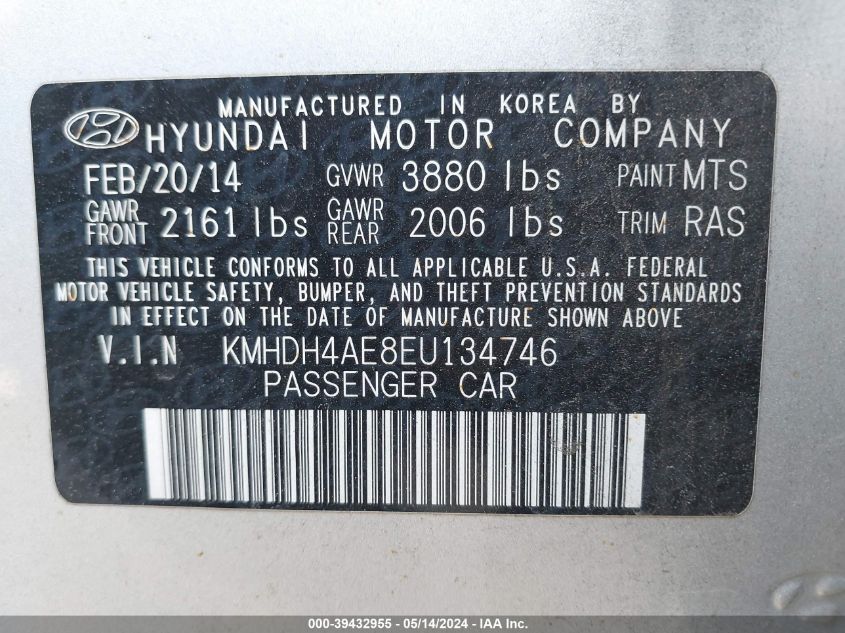 MANUFACTURED IN KOREA BY
HYUNDAI MOTOR COMPANY
FEB/20/14 GVWR 3880 lbs PAINT MTS
GAWR FRONT 2161 lbs GAWR REAR 2006 lbs TRIM RAS
THIS VEHICLE CONFORMS TO ALL APPLICABLE U.S.A. FEDERAL
MOTOR VEHICLE SAFETY, BUMPER, AND THEFT PREVENTION STANDARDS
IN EFFECT ON THE DATE OF MANUFACTURE SHOWN ABOVE
V.I.N KMHDH4AE8EU134746
PASSENGER CAR
000-39432955 - 05/14/2024 - IAA Inc.